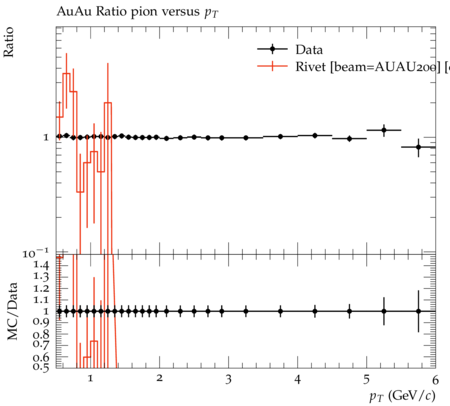 AuAu Ratio pion versus p_T
Ratio
Data
Rivet [beam=AUAU200] [
1
10⁻¹
MC/Data
1.4
1.3
1.2
1.1
1
0.9
0.8
0.7
0.6
0.5
1 2 3 4 5 6
p_T (GeV/c)